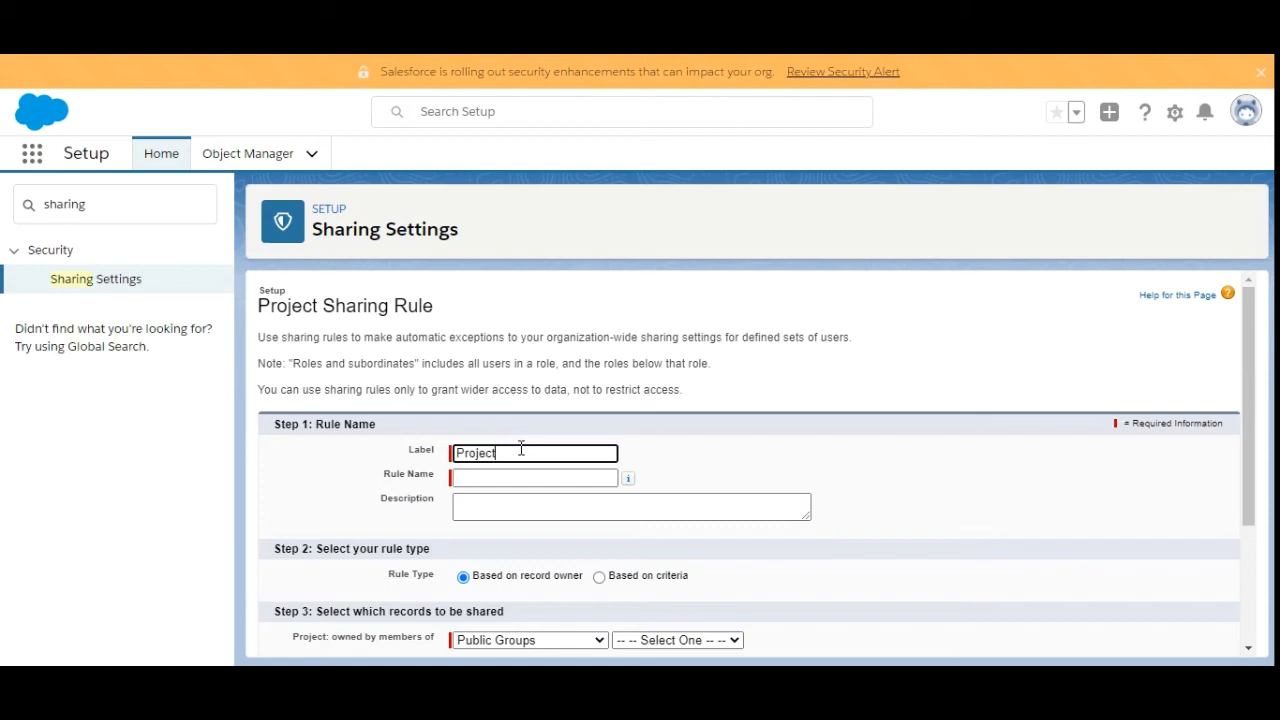 Salesforce is rolling out security enhancements that can impact your org. Review Security Alert
Search Setup
Setup Home Object Manager
sharing
Security
Sharing Settings
Didn't find what you're looking for?
Try using Global Search.
SETUP
Sharing Settings
Setup
Project Sharing Rule
Help for this Page ?
Use sharing rules to make automatic exceptions to your organization-wide sharing settings for defined sets of users.
Note: "Roles and subordinates" includes all users in a role, and the roles below that role.
You can use sharing rules only to grant wider access to data, not to restrict access.
Step 1: Rule Name = Required Information
Label Project
Rule Name i
Description
Step 2: Select your rule type
Rule Type Based on record owner Based on criteria
Step 3: Select which records to be shared
Project: owned by members of Public Groups -- -- Select One -- --